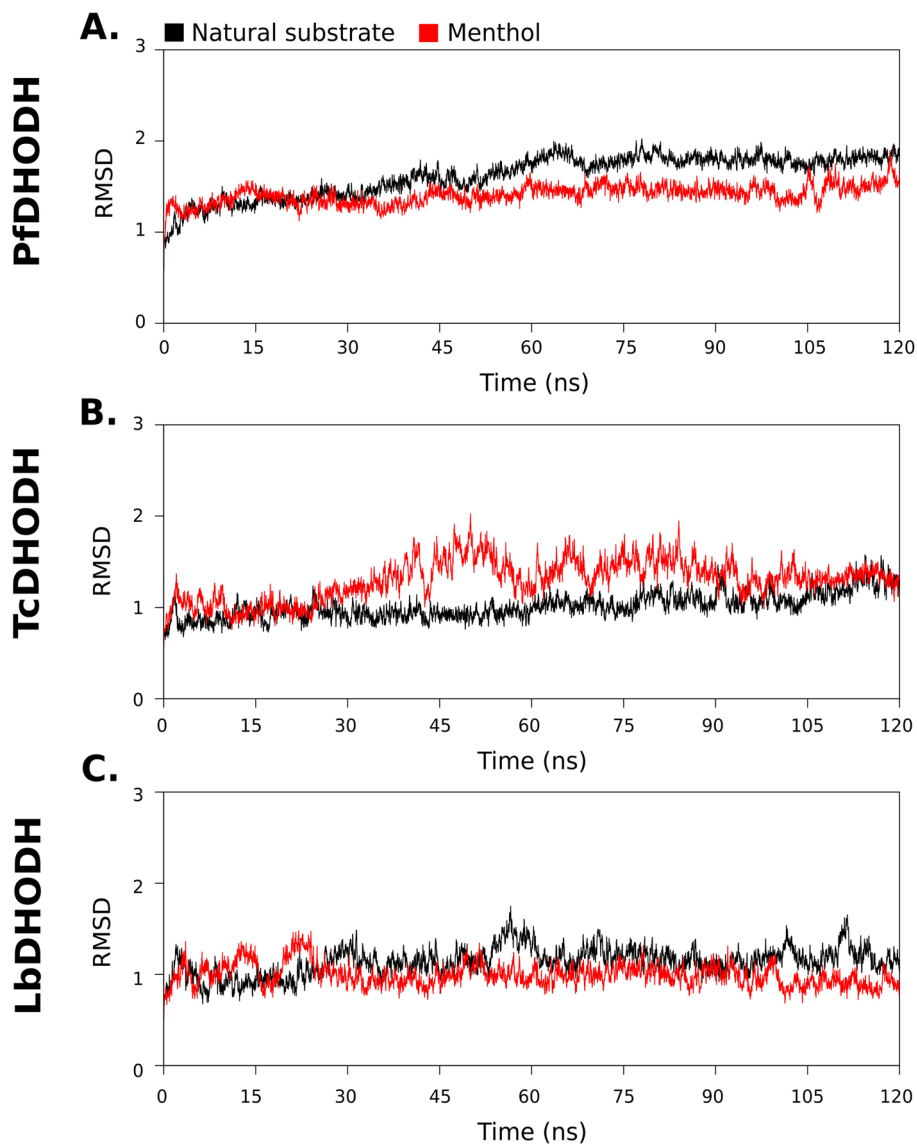 A.
Natural substrate Menthol
PfDHODH
RMSD
3
2
1
0
0 15 30 45 60 75 90 105 120
Time (ns)
B.
TcDHODH
RMSD
3
2
1
0
0 15 30 45 60 75 90 105 120
Time (ns)
C.
LbDHODH
RMSD
3
2
1
0
0 15 30 45 60 75 90 105 120
Time (ns)